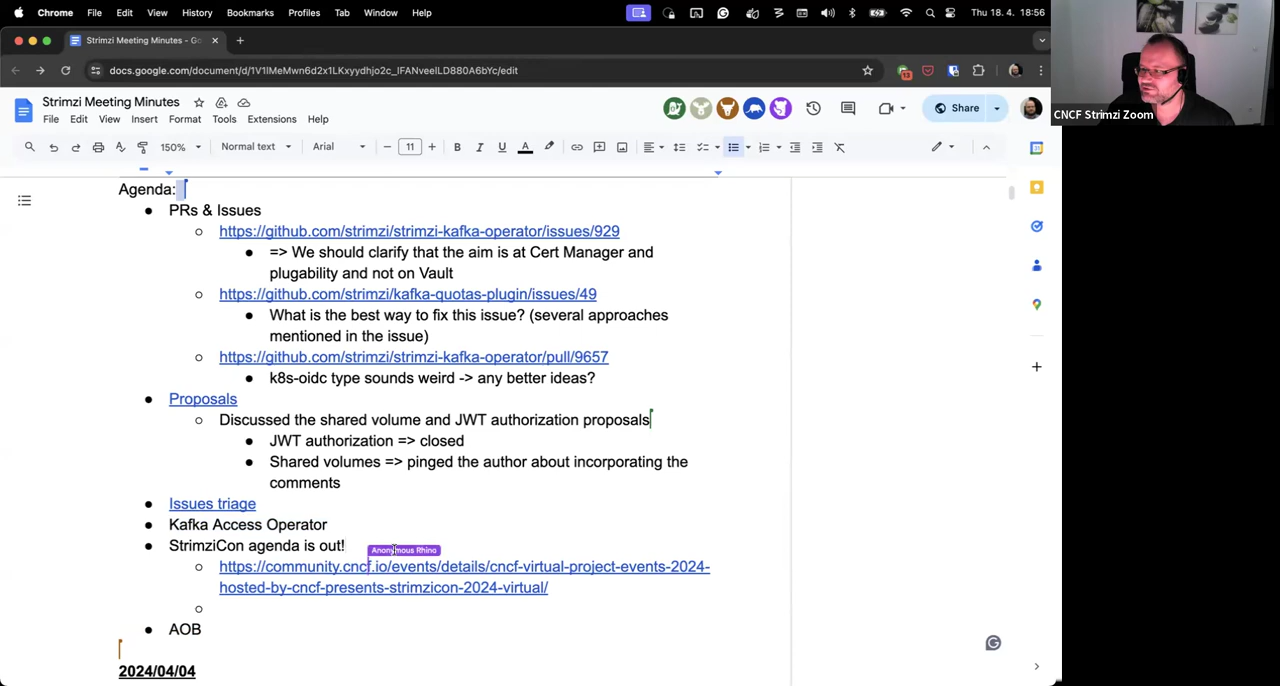 Chrome File Edit View History Bookmarks Profiles Tab Window Help Thu 18. 4. 18:56
Strimzi Meeting Minutes - Go
docs.google.com/document/d/1V1lMeMwn6d2x1LKxyydhjo2c_IFANveelLD880A6bYc/edit
13
CNCF Strimzi Zoom
Strimzi Meeting Minutes
File Edit View Insert Format Tools Extensions Help
Share
150% Normal text Arial 11
Agenda:
PRs & Issues
https://github.com/strimzi/strimzi-kafka-operator/issues/929
=> We should clarify that the aim is at Cert Manager and
plugability and not on Vault
https://github.com/strimzi/kafka-quotas-plugin/issues/49
What is the best way to fix this issue? (several approaches
mentioned in the issue)
https://github.com/strimzi/strimzi-kafka-operator/pull/9657
k8s-oidc type sounds weird -> any better ideas?
Proposals
Discussed the shared volume and JWT authorization proposals
JWT authorization => closed
Shared volumes => pinged the author about incorporating the
comments
Issues triage
Kafka Access Operator
StrimziCon agenda is out!
Anonymous Rhino
https://community.cncf.io/events/details/cncf-virtual-project-events-2024-
hosted-by-cncf-presents-strimzicon-2024-virtual/
AOB
2024/04/04